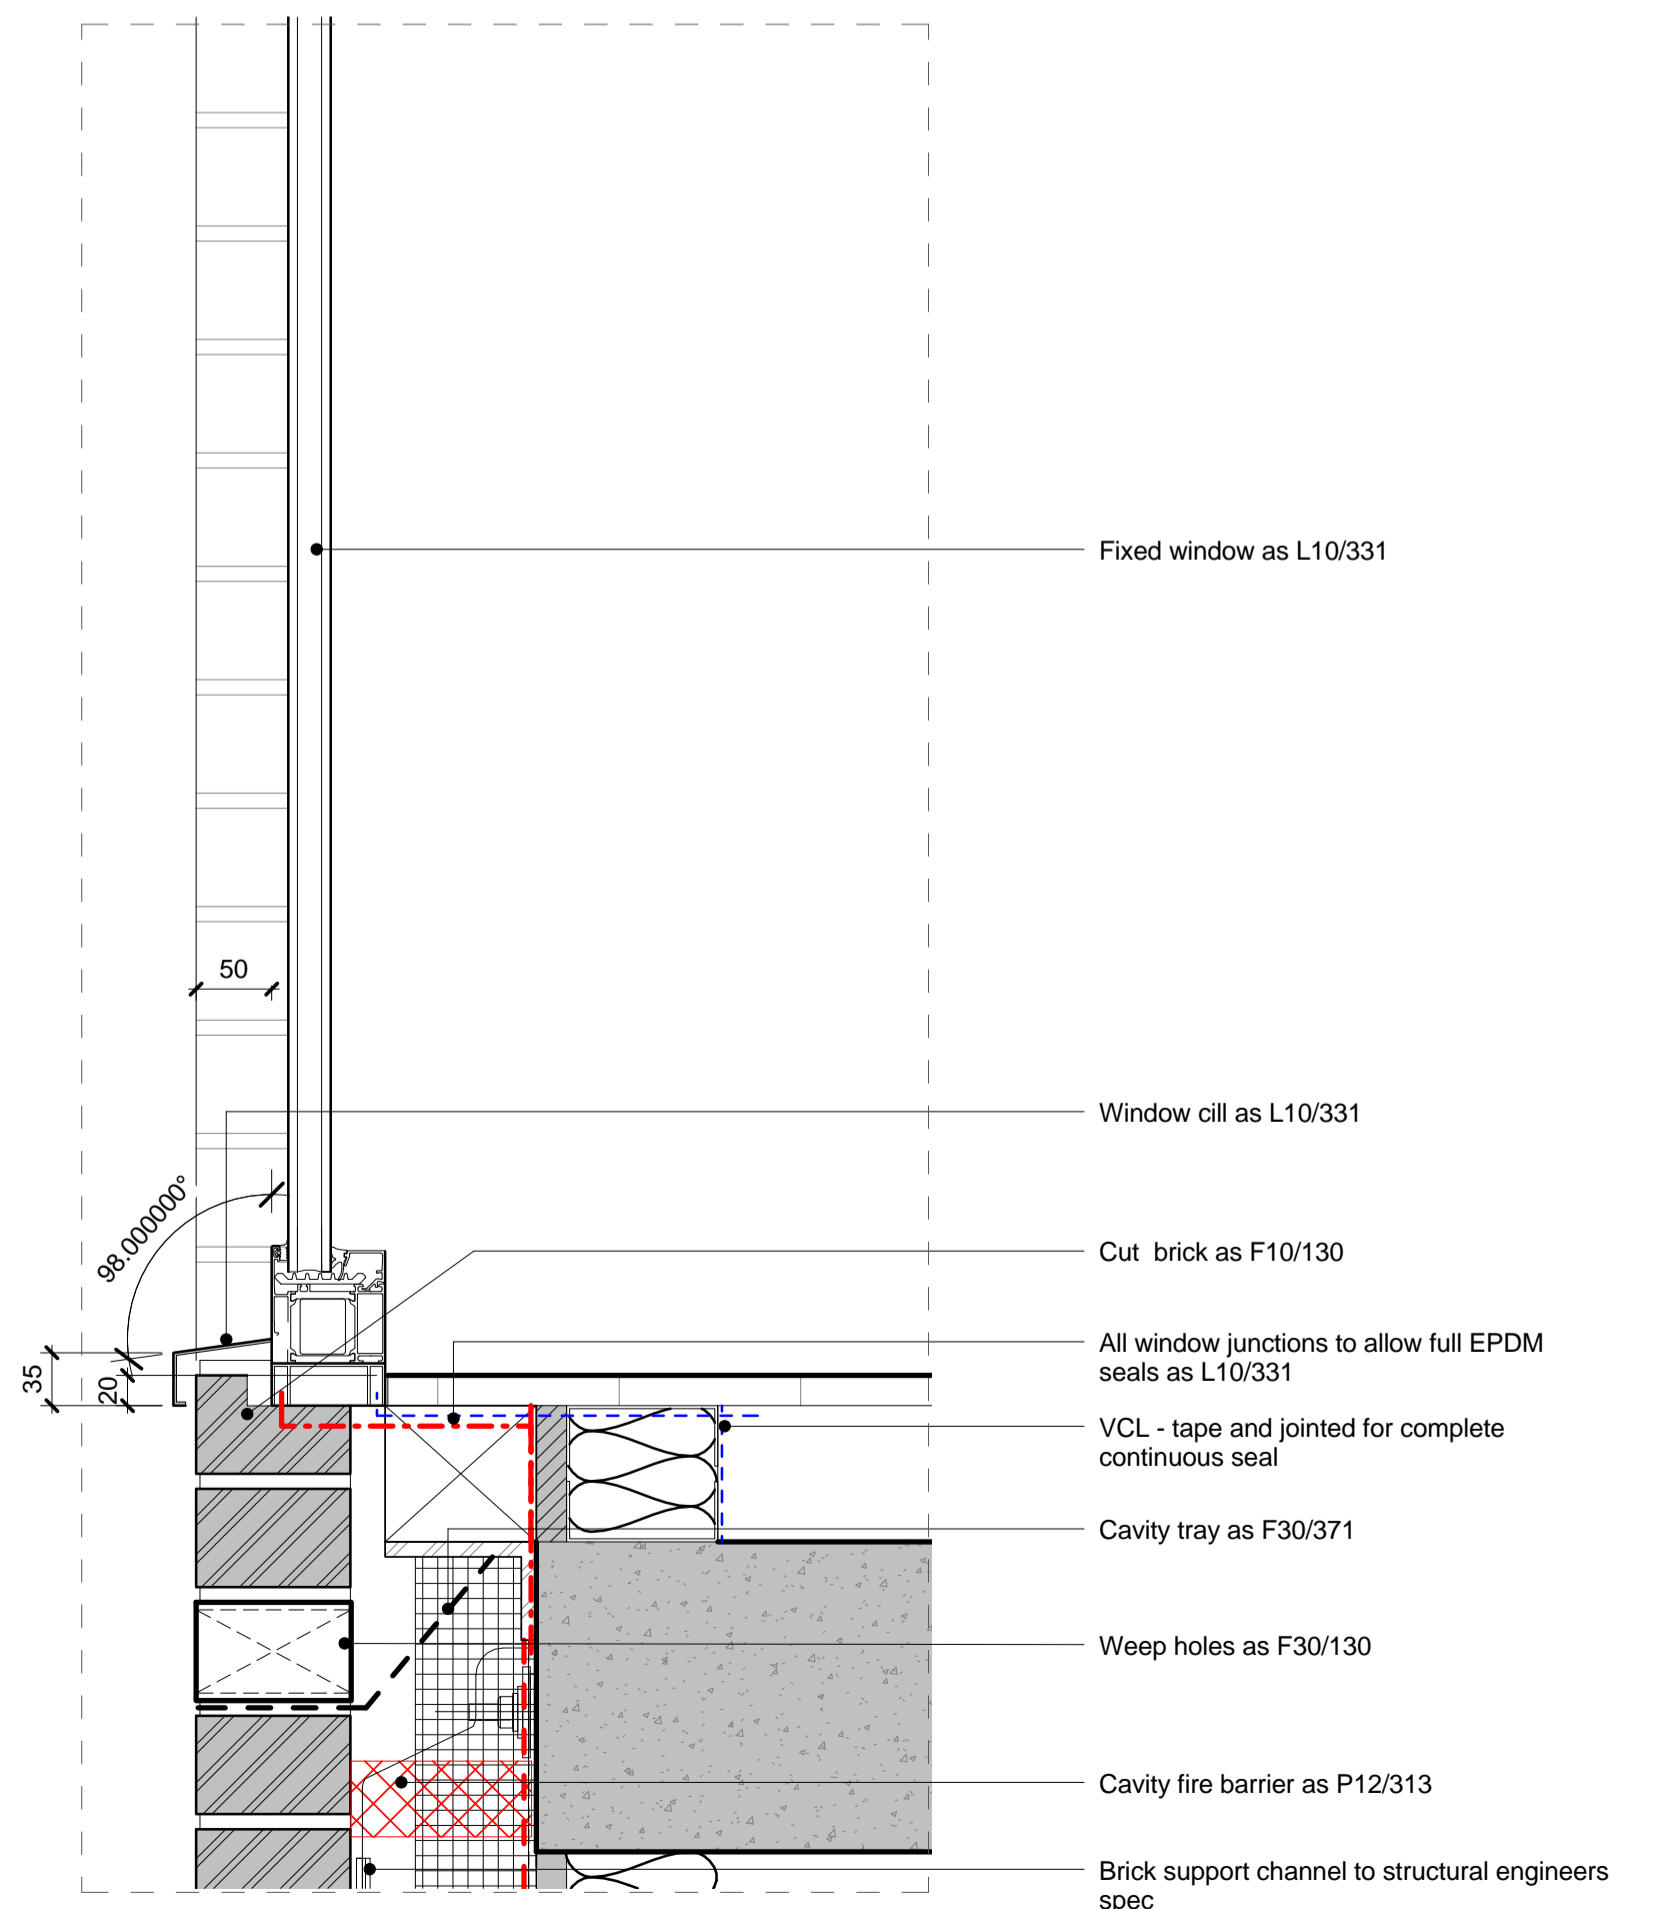 Fixed window as L10/331
50
Window cill as L10/331
98.000000°
Cut  brick as F10/130
All window junctions to allow full EPDM
seals as L10/331
35
20
VCL - tape and jointed for complete
continuous seal
Cavity tray as F30/371
Weep holes as F30/130
Cavity fire barrier as P12/313
Brick support channel to structural engineers
spec